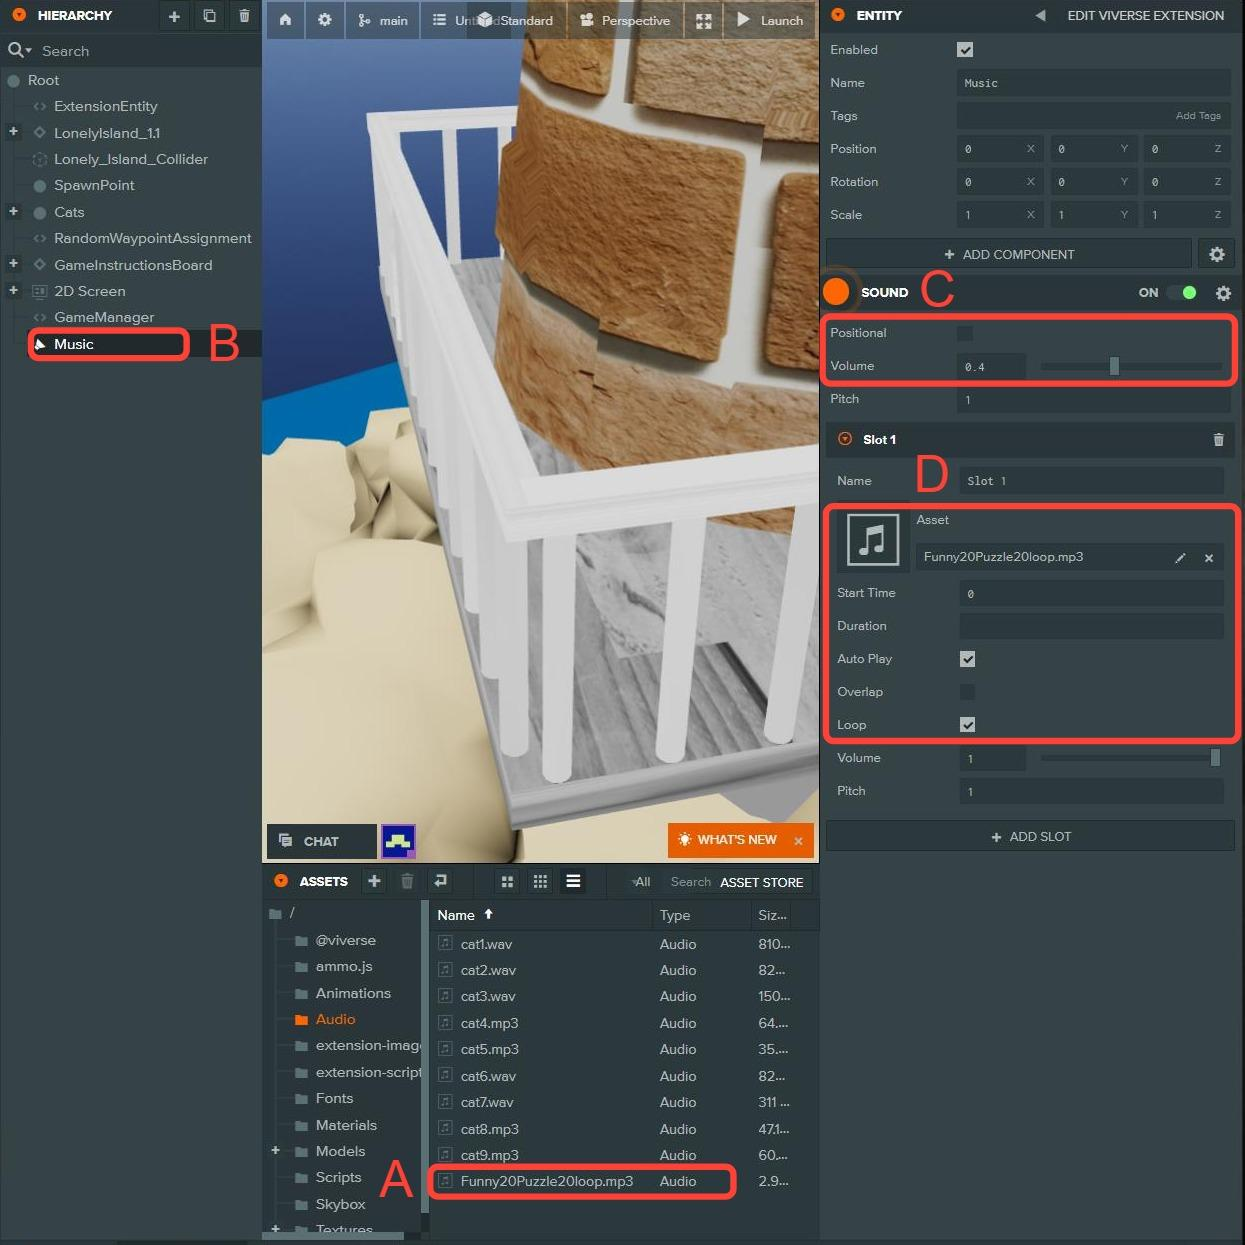 HIERARCHY
Search
Root
ExtensionEntity
LonelyIsland_1.1
Lonely_Island_Collider
SpawnPoint
Cats
RandomWaypointAssignment
GameInstructionsBoard
2D Screen
GameManager
Music
B
main
Standard
Perspective
Launch
CHAT
WHAT'S NEW
ASSETS
All
Search
ASSET STORE
/
@viverse
ammo.js
Animations
Audio
extension-imag
extension-script
Fonts
Materials
Models
Scripts
Skybox
Textures
Name
Type
Siz...
cat1.wav Audio 810...
cat2.wav Audio 82...
cat3.wav Audio 150...
cat4.mp3 Audio 64....
cat5.mp3 Audio 35....
cat6.wav Audio 82...
cat7.wav Audio 311 ...
cat8.mp3 Audio 47.1...
cat9.mp3 Audio 60....
A
Funny20Puzzle20loop.mp3 Audio 2.9...
ENTITY
EDIT VIVERSE EXTENSION
Enabled
Name Music
Tags Add Tags
Position 0 X 0 Y 0 Z
Rotation 0 X 0 Y 0 Z
Scale 1 X 1 Y 1 Z
ADD COMPONENT
SOUND C ON
Positional
Volume 0.4
Pitch 1
Slot 1
D
Name Slot 1
Asset
Funny20Puzzle20loop.mp3
Start Time 0
Duration
Auto Play
Overlap
Loop
Volume 1
Pitch 1
ADD SLOT